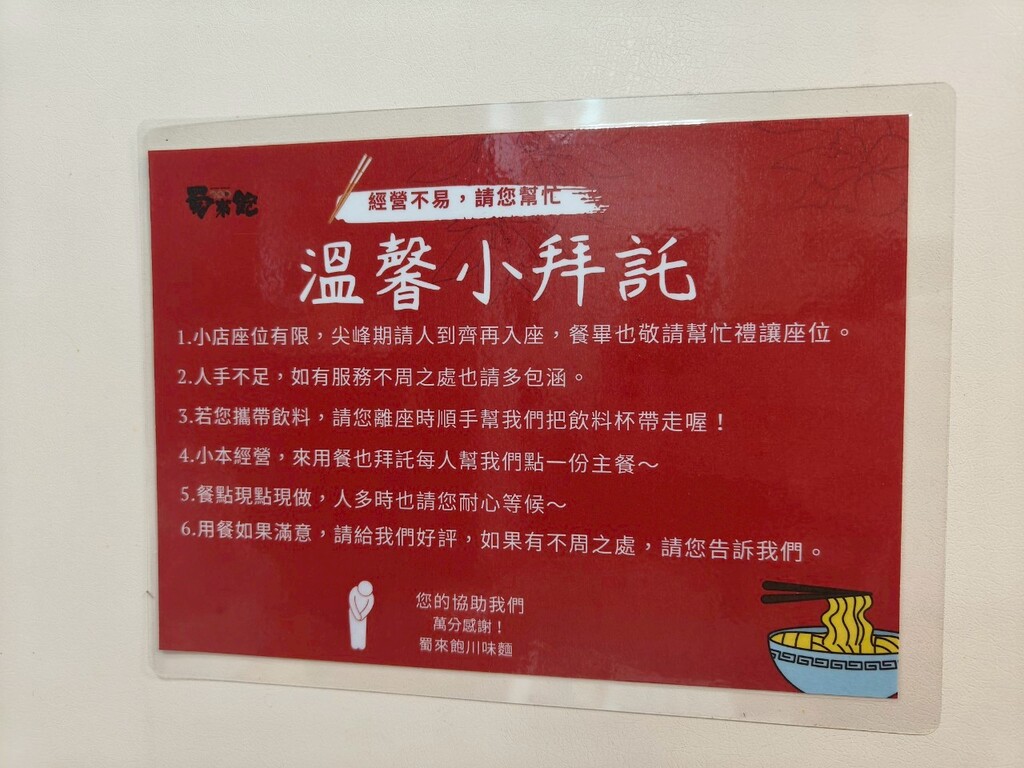 蜀來飽
經營不易，請您幫忙
溫馨小拜託
1.小店座位有限，尖峰期請人到齊再入座，餐畢也敬請幫忙禮讓座位。
2.人手不足，如有服務不周之處也請多包涵。
3.若您攜帶飲料，請您離座時順手幫我們把飲料杯帶走喔！
4.小本經營，來用餐也拜託每人幫我們點一份主餐～
5.餐點現點現做，人多時也請您耐心等候～
6.用餐如果滿意，請給我們好評，如果有不周之處，請您告訴我們。
您的協助我們
萬分感謝！
蜀來飽川味麵